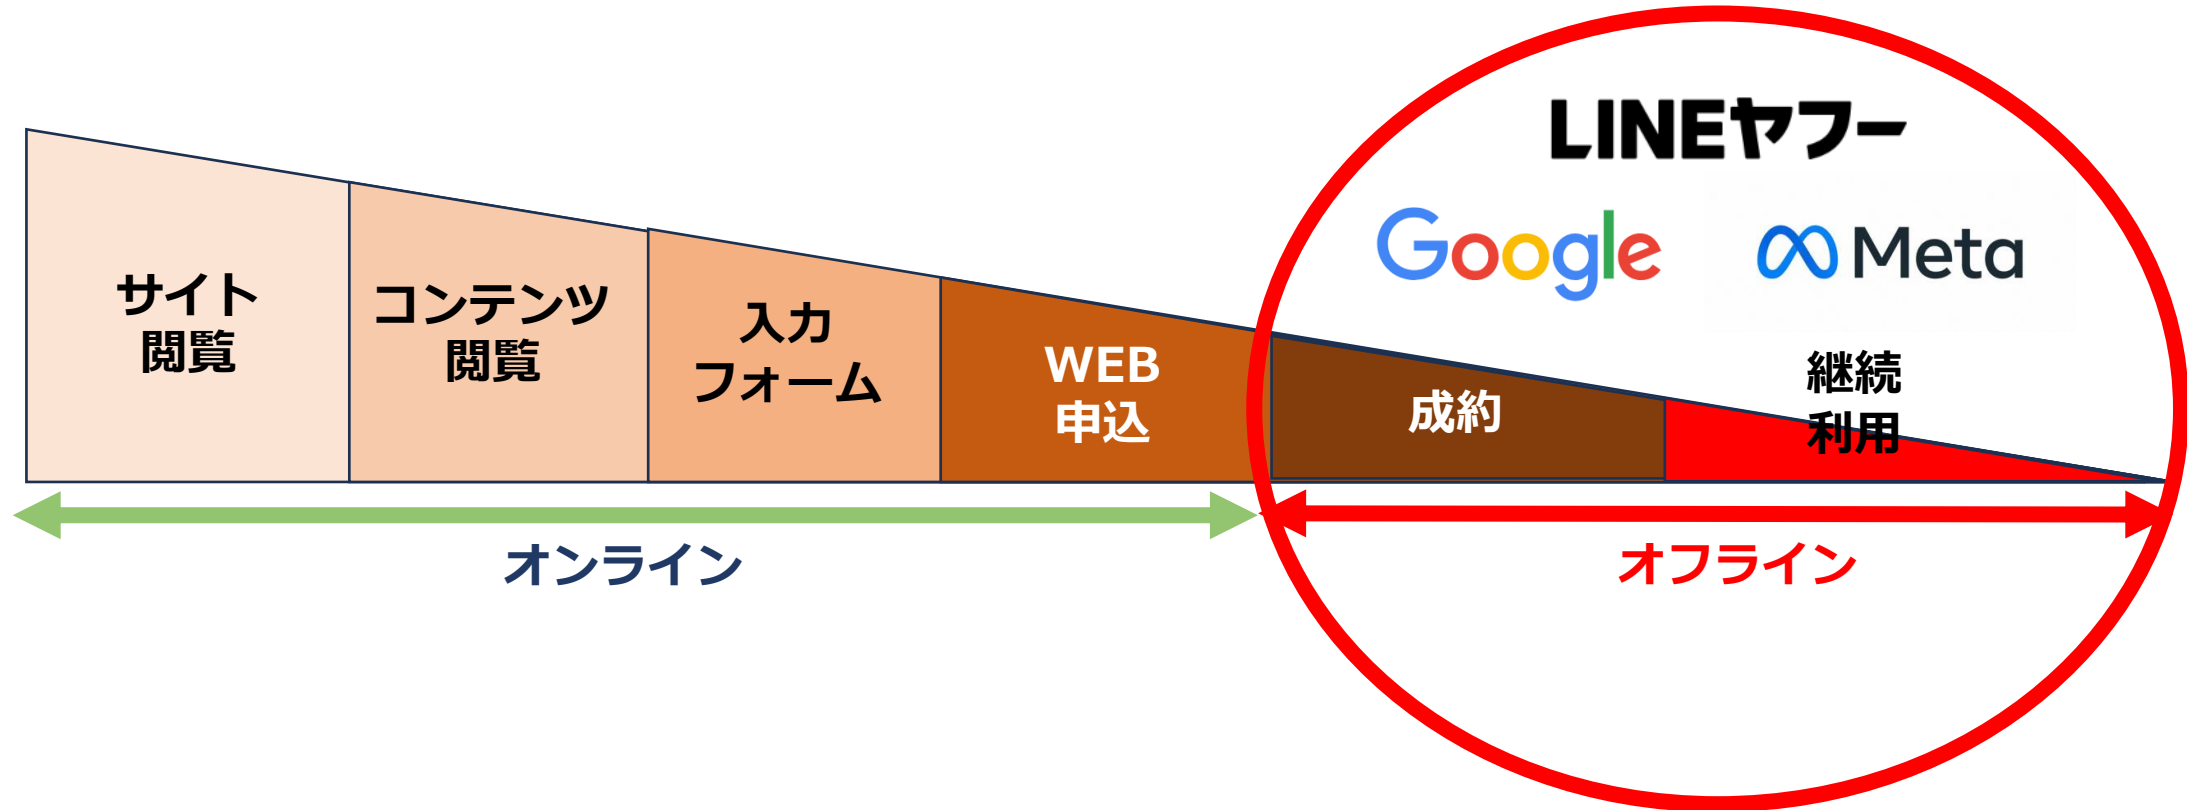 サイト
閲覧
コンテンツ
閲覧
入力
フォーム
WEB
申込
成約
継続
利用
LINEヤフー
Google
Meta
オンライン
オフライン